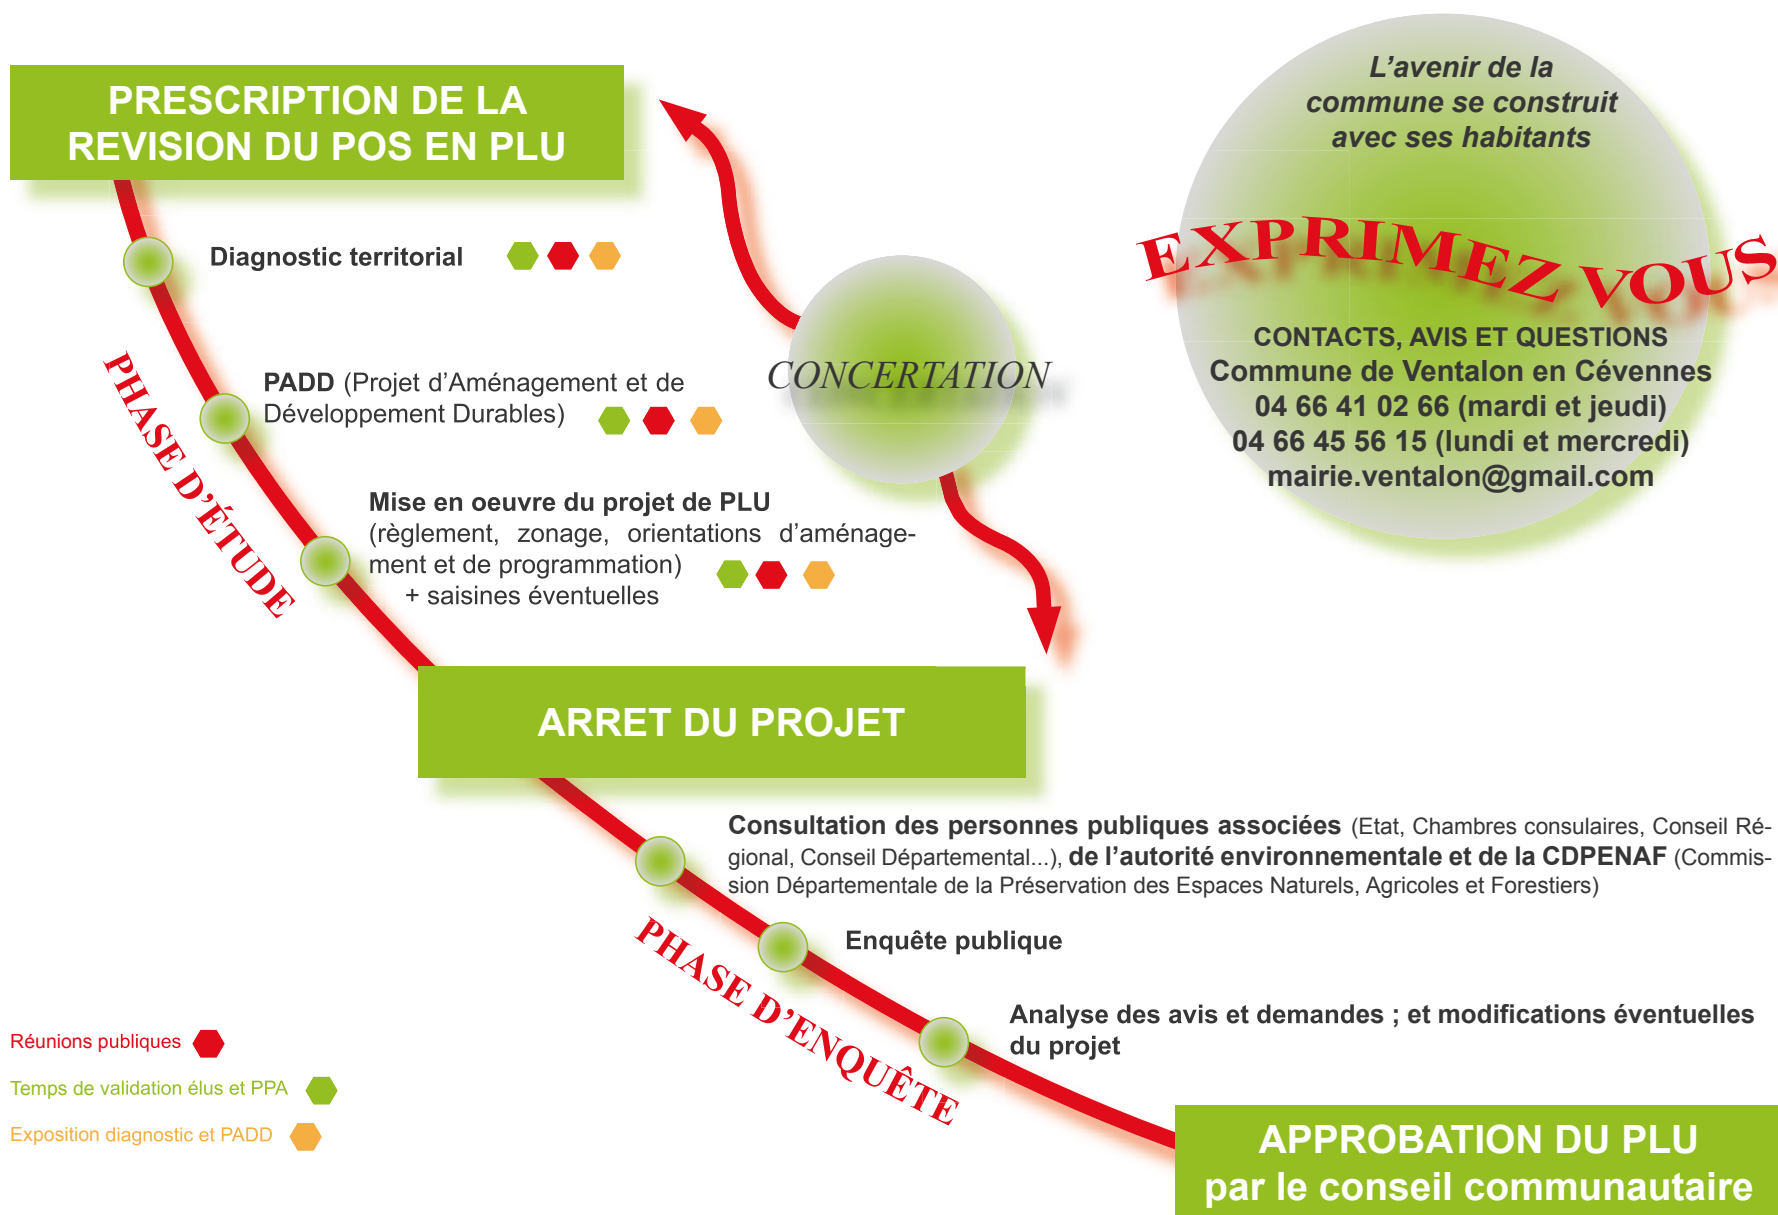 PRESCRIPTION DE LA
REVISION DU POS EN PLU
Diagnostic territorial
PADD (Projet d'Aménagement et de
Développement Durables)
Mise en oeuvre du projet de PLU
(règlement, zonage, orientations d'aménage-
ment et de programmation)
+ saisines éventuelles
PHASE D'ÉTUDE
CONCERTATION
L'avenir de la
commune se construit
avec ses habitants
EXPRIMEZ VOUS
CONTACTS, AVIS ET QUESTIONS
Commune de Ventalon en Cévennes
04 66 41 02 66 (mardi et jeudi)
04 66 45 56 15 (lundi et mercredi)
mairie.ventalon@gmail.com
ARRET DU PROJET
Consultation des personnes publiques associées (Etat, Chambres consulaires, Conseil Ré-
gional, Conseil Départemental...), de l'autorité environnementale et de la CDPENAF (Commis-
sion Départementale de la Préservation des Espaces Naturels, Agricoles et Forestiers)
Enquête publique
Analyse des avis et demandes ; et modifications éventuelles
du projet
PHASE D'ENQUÊTE
Réunions publiques
Temps de validation élus et PPA
Exposition diagnostic et PADD
APPROBATION DU PLU
par le conseil communautaire